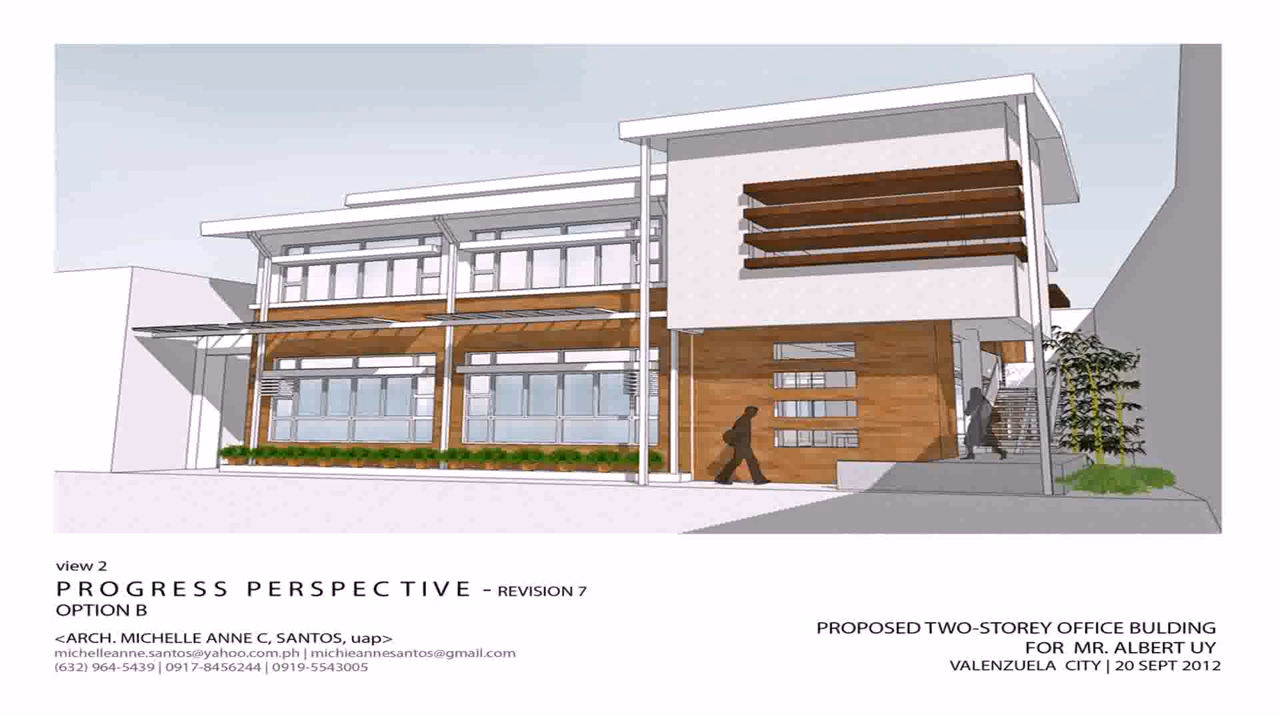 view 2
PROGRESS PERSPECTIVE - REVISION 7
OPTION B
<ARCH. MICHELLE ANNE C, SANTOS, uap>
michelleanne.santos@yahoo.com.ph | michieannesantos@gmail.com
(632) 964-5439 | 0917-8456244 | 0919-5543005
PROPOSED TWO-STOREY OFFICE BULDING
FOR MR. ALBERT UY
VALENZUELA CITY | 20 SEPT 2012